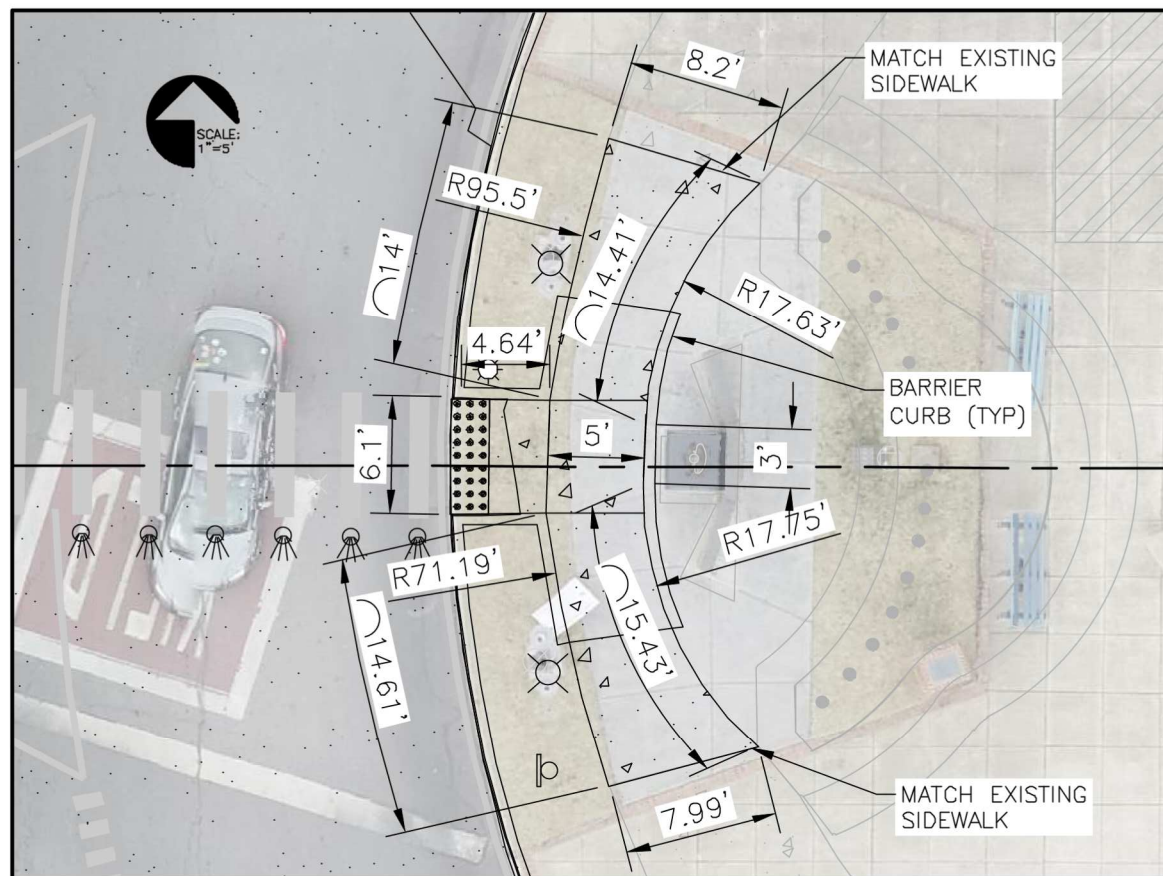 8.2'
MATCH EXISTING
SIDEWALK
SCALE:
1"=5'
R95.5'
14'
14.41'
R17.63'
4.64'
BARRIER
CURB (TYP)
6.1'
5'
3'
R17.75'
R71.19'
15.43'
14.61'
7.99'
MATCH EXISTING
SIDEWALK